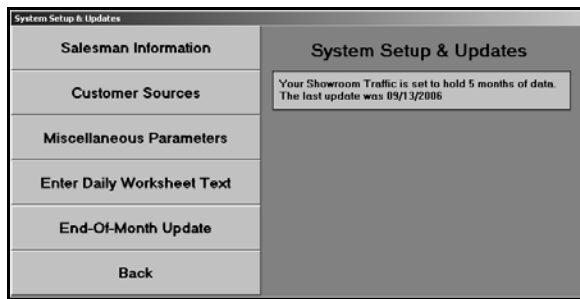 System Setup & Updates
Salesman Information
Customer Sources
Miscellaneous Parameters
Enter Daily Worksheet Text
End-Of-Month Update
Back
System Setup & Updates
Your Showroom Traffic is set to hold 5 months of data.
The last update was 09/13/2006